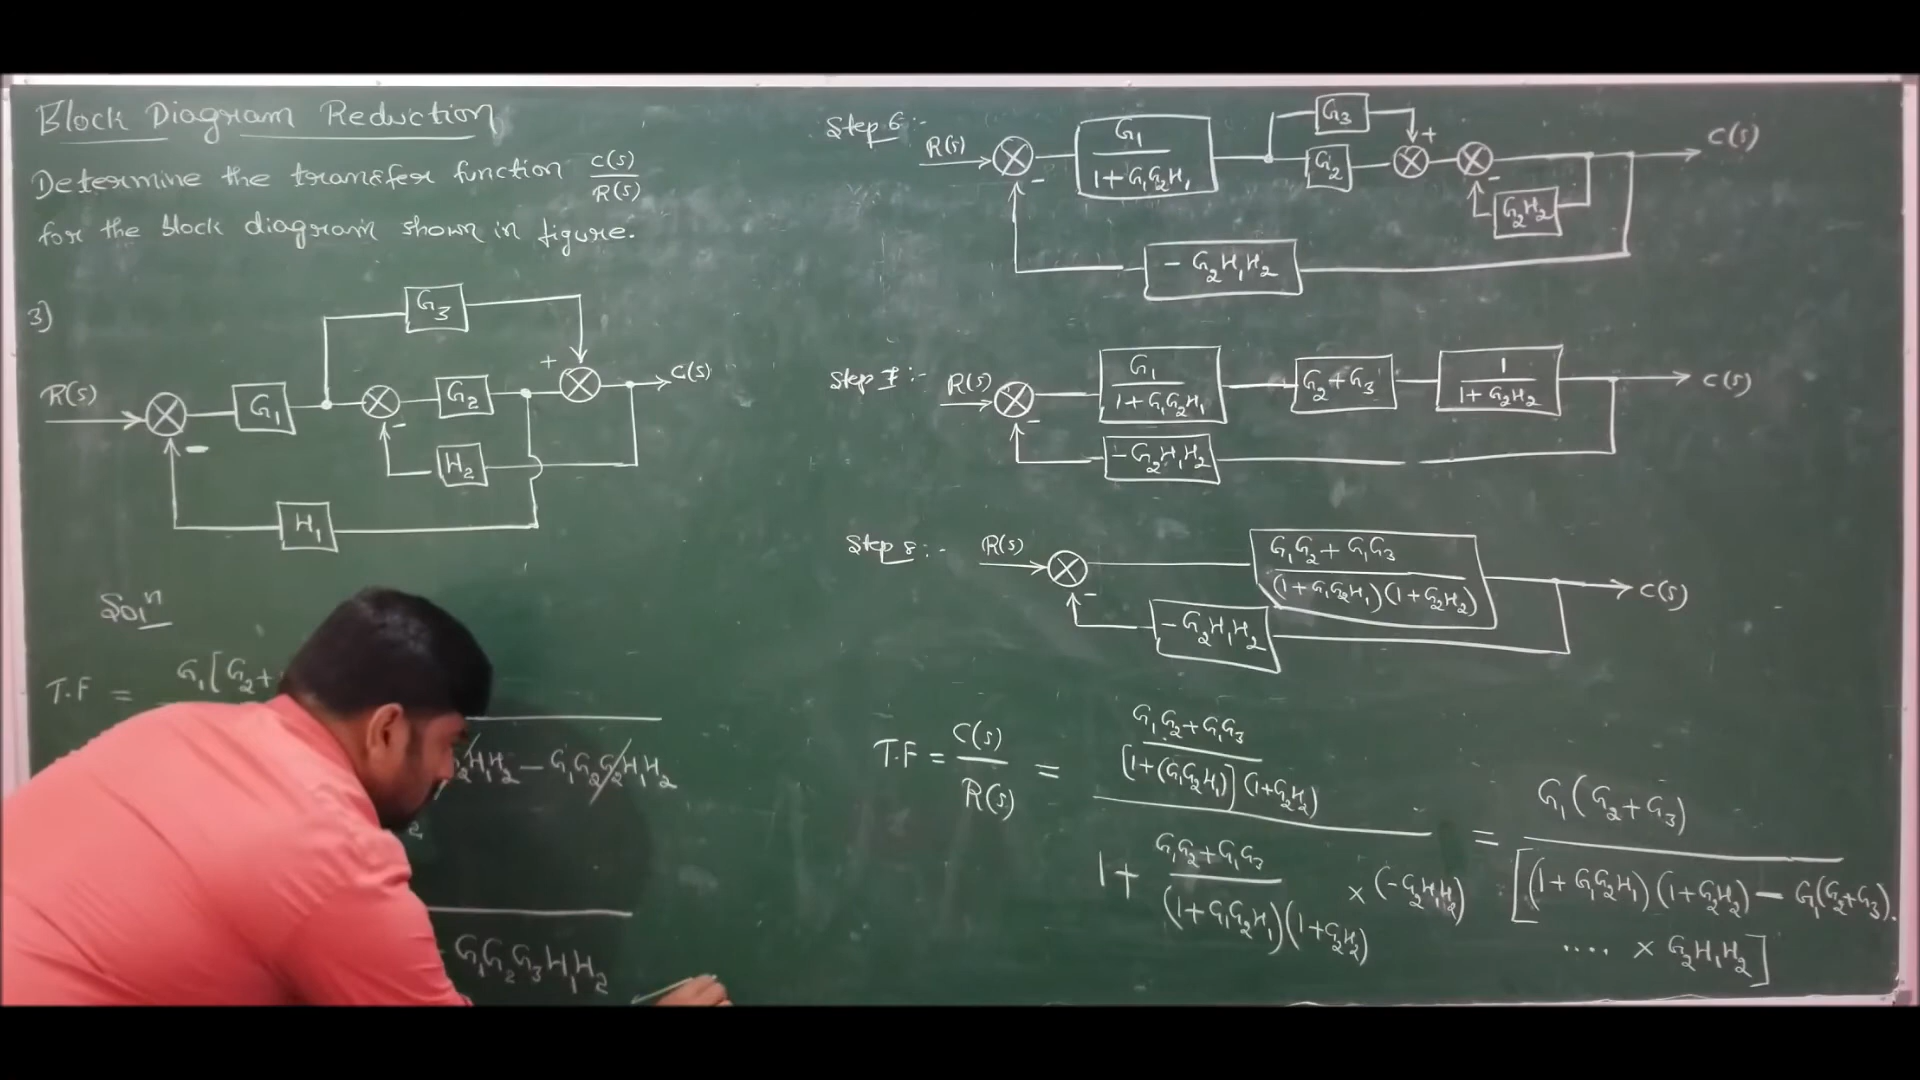 Block Diagram Reduction
Determine the transfer function C(s)/R(s)
for the block diagram shown in figure.
3)
G₃
R(s) G₁ G₂ + C(s)
-
-
H₂
H₁
Solⁿ
T.F = G₁[G₂+
H₁H₂ - G₁G₂G₂H₁H₂
2
G₁G₂G₃H₁H₂
Step 6:-
G₃
R(s) G₁/(1+G₁G₂H₁) G₂ + C(s)
-
-
G₂H₂
-G₂H₁H₂
Step 7:- R(s) G₁/(1+G₁G₂H₁) G₂+G₃ 1/(1+G₂H₂) C(s)
-
-G₂H₁H₂
Step 8:- R(s) (G₁G₂+G₁G₃)/((1+G₁G₂H₁)(1+G₂H₂)) C(s)
-
-G₂H₁H₂
T.F = C(s)/R(s) =
G₁G₂+G₁G₃
[1+(G₁G₂H₁)](1+G₂H₂)
1+ (G₁G₂+G₁G₃)/((1+G₁G₂H₁)(1+G₂H₂)) × (-G₂H₁H₂)
= G₁(G₂+G₃)
[(1+G₁G₂H₁)(1+G₂H₂) - G₁(G₂+G₃).
.... × G₂H₁H₂]